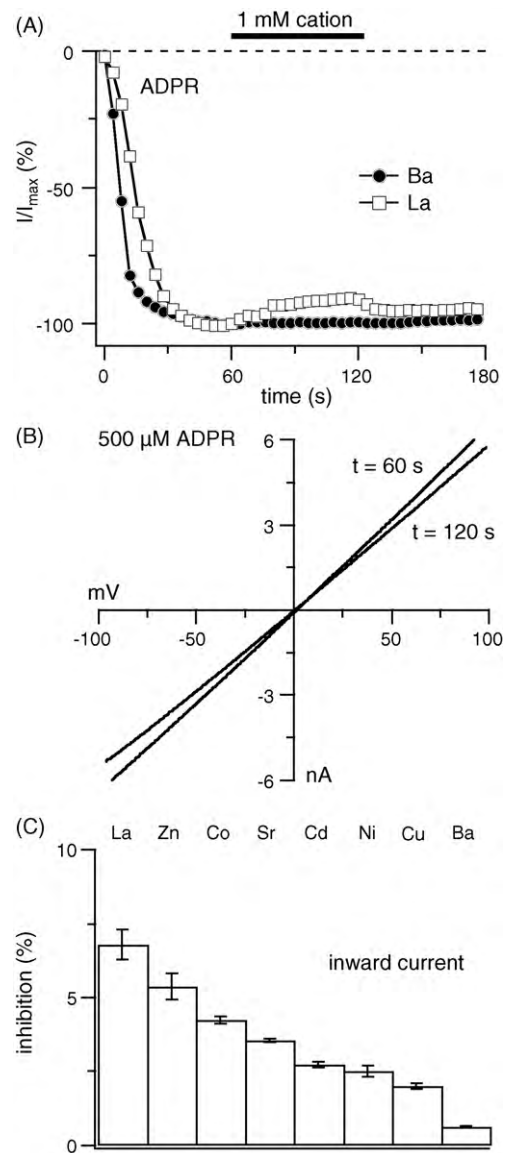 (A)
1 mM cation
0
ADPR
Ba
La
-50
-100
I/Imax (%)
0 60 120 180
time (s)
(B)
500 µM ADPR
6
t = 60 s
3
t = 120 s
mV
-100 -50 50 100
-3
-6
nA
(C)
La Zn Co Sr Cd Ni Cu Ba
10
inward current
5
0
inhibition (%)